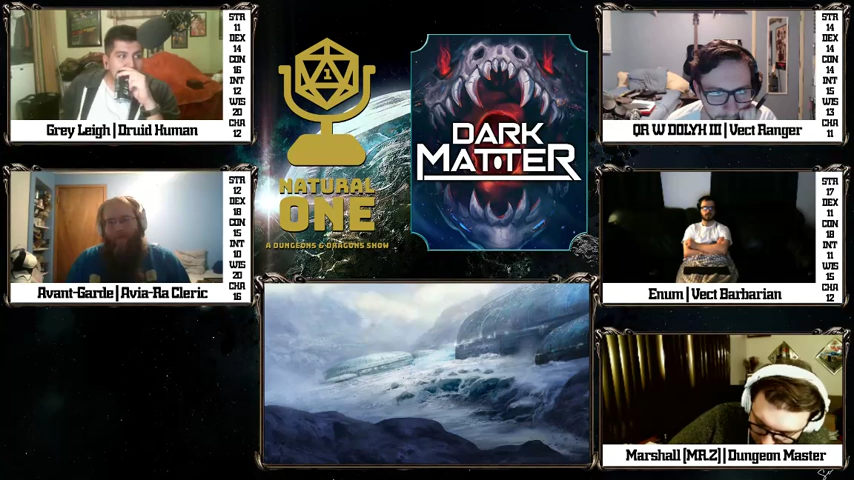 STR
11
DEX
14
CON
16
INT
12
WIS
20
CHA
12
Grey Leigh | Druid Human
STR
12
DEX
18
CON
15
INT
10
WIS
20
CHA
16
Avant-Garde | Avia-Ra Cleric
1
NATURAL
ONE
A DUNGEONS & DRAGONS SHOW
DARK
MATTER
STR
14
DEX
14
CON
14
INT
15
WIS
13
CHA
11
QR W DOLYK III | Vect Ranger
STR
17
DEX
11
CON
18
INT
11
WIS
15
CHA
12
Enum | Vect Barbarian
Marshall [MR.Z] | Dungeon Master